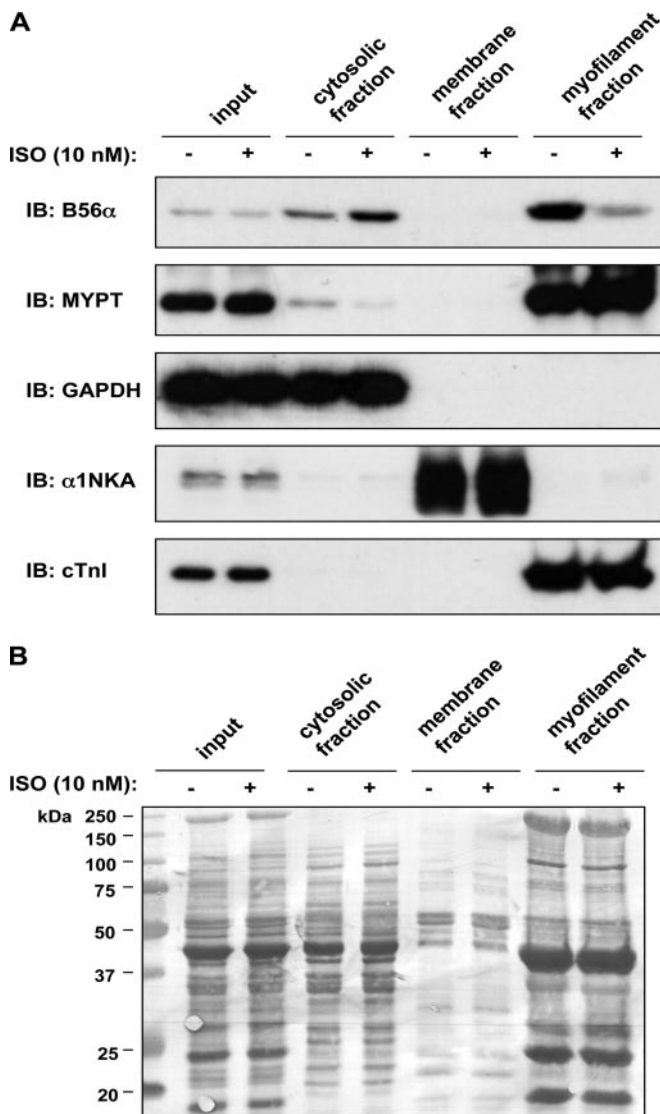 A
input
cytosolic
fraction
membrane
fraction
myofilament
fraction
ISO (10 nM): - + - + - + - +
IB: B56α
IB: MYPT
IB: GAPDH
IB: α1NKA
IB: cTnI
B
input
cytosolic
fraction
membrane
fraction
myofilament
fraction
ISO (10 nM): - + - + - + - +
kDa 250
150
100
75
50
37
25
20